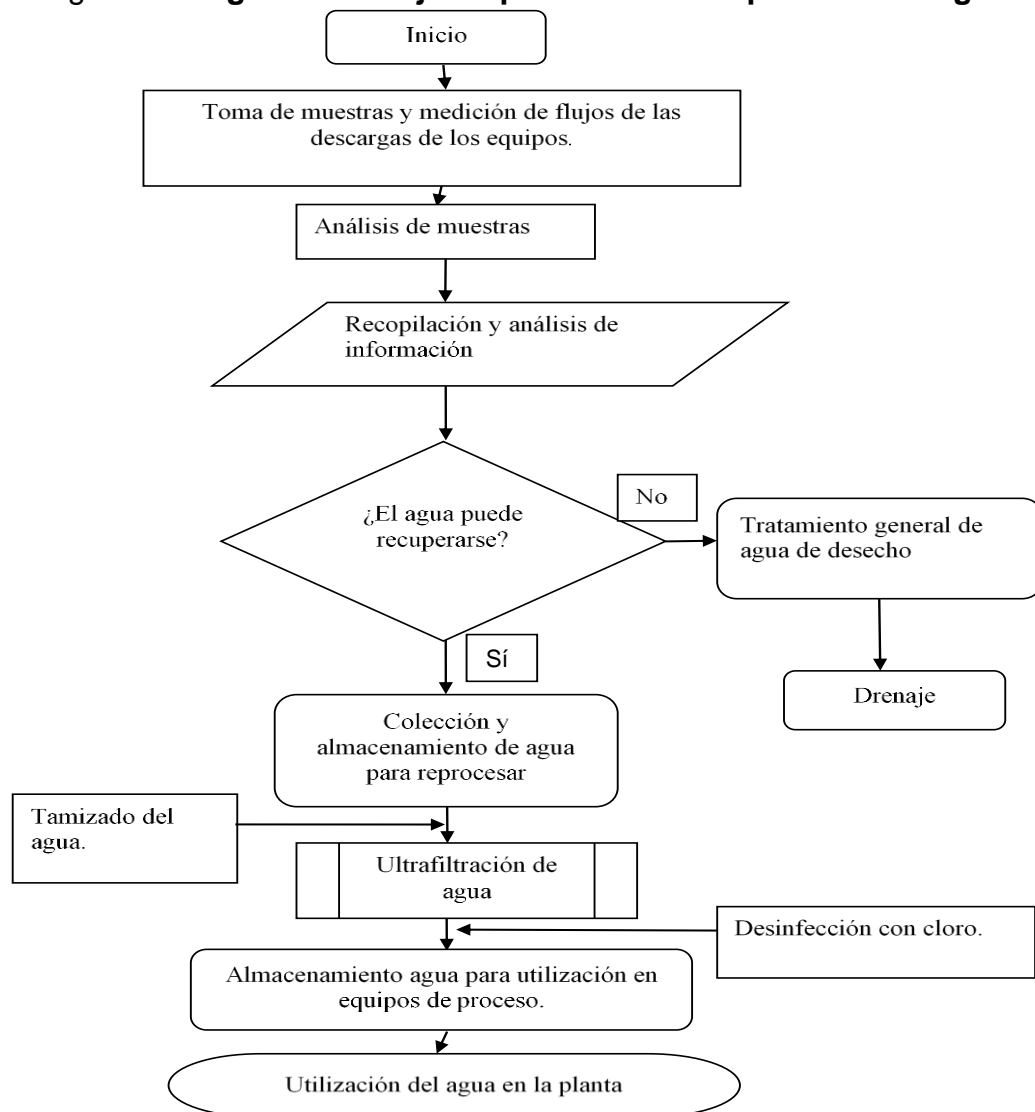 Inicio
Toma de muestras y medición de flujos de las
descargas de los equipos.
Análisis de muestras
Recopilación y análisis de
información
¿El agua puede
recuperarse?
No
Tratamiento general de
agua de desecho
Sí
Drenaje
Colección y
almacenamiento de agua
para reprocesar
Tamizado del
agua.
Ultrafiltración de
agua
Desinfección con cloro.
Almacenamiento agua para utilización en
equipos de proceso.
Utilización del agua en la planta